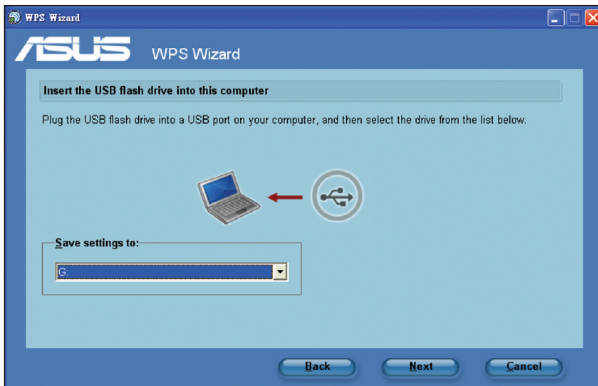 WPS Wizard
ASUS WPS Wizard
Insert the USB flash drive into this computer
Plug the USB flash drive into a USB port on your computer, and then select the drive from the list below.
Save settings to:
G:
Back Next Cancel